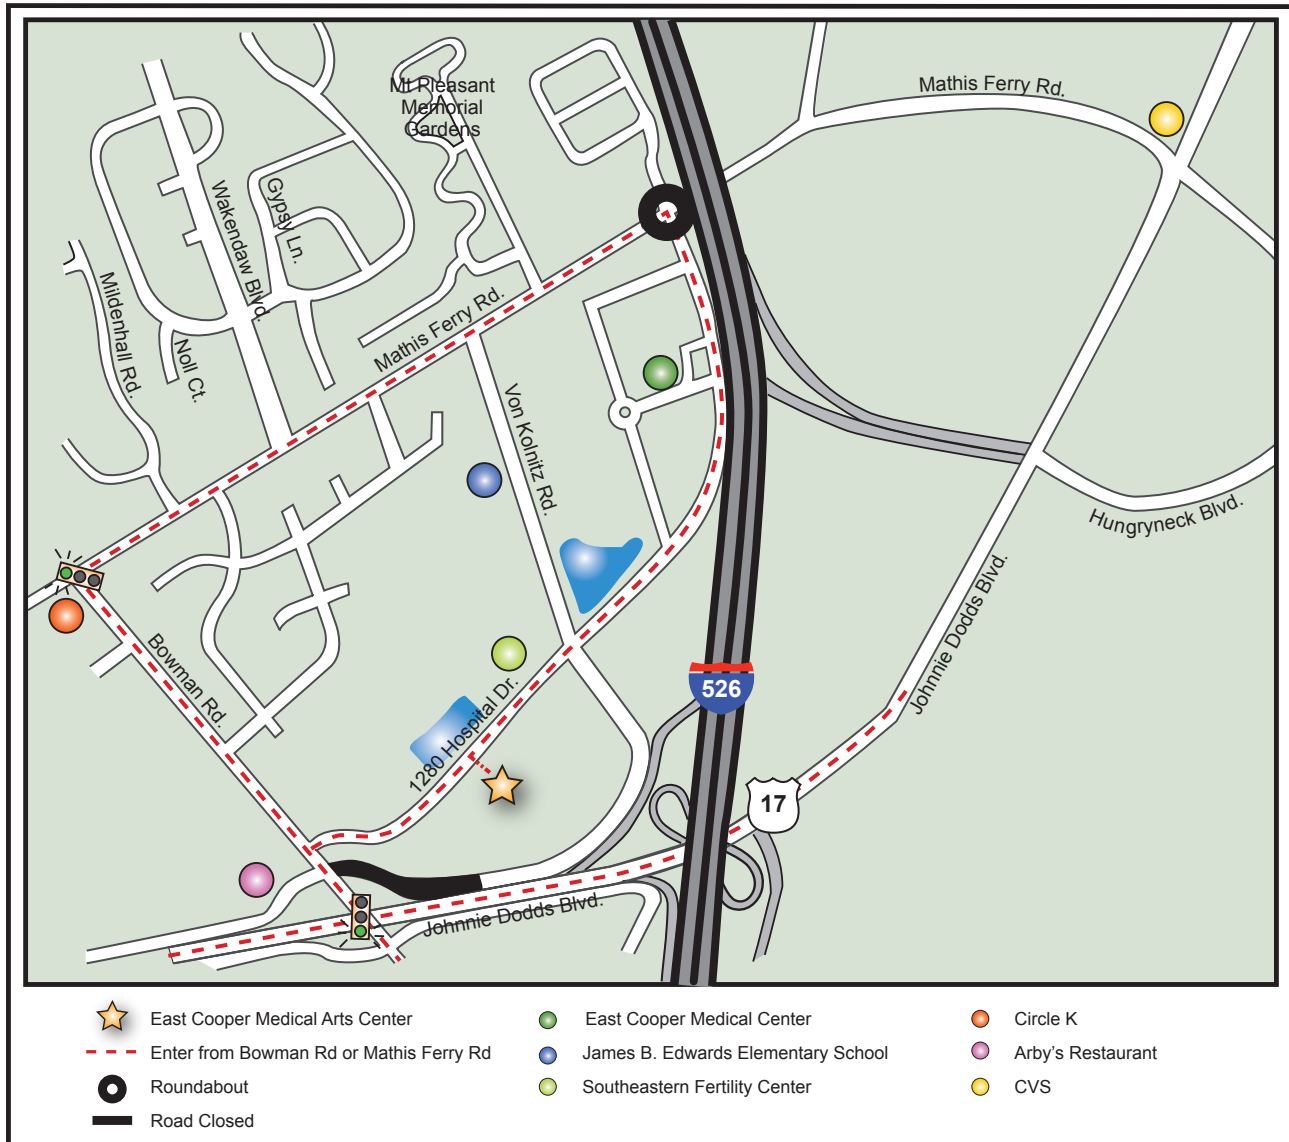 Mt Pleasant
Memorial
Gardens
Mathis Ferry Rd.
Wakendaw Blvd.
Gypsy Ln.
Mildenhall Rd.
Noll Ct.
Mathis Ferry Rd.
Von Kolnitz Rd.
Hungryneck Blvd.
Johnnie Dodds Blvd.
Bowman Rd.
1280 Hospital Dr.
526
17
Johnnie Dodds Blvd.
East Cooper Medical Arts Center
Enter from Bowman Rd or Mathis Ferry Rd
Roundabout
Road Closed
East Cooper Medical Center
James B. Edwards Elementary School
Southeastern Fertility Center
Circle K
Arby's Restaurant
CVS